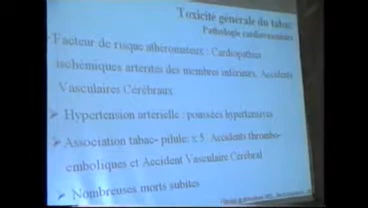 Toxicité générale du tabac
Pathologie cardiovasculaire
Facteur de risque athéromateux : Cardiopathies
ischémiques artérites des membres inférieurs, Accidents
Vasculaires Cérébraux
➢ Hypertension artérielle : poussées hypertensives
➢ Association tabac- pilule: x 5 Accidents thrombo-
emboliques et Accident Vasculaire Cérébral
➢ Nombreuses morts subites